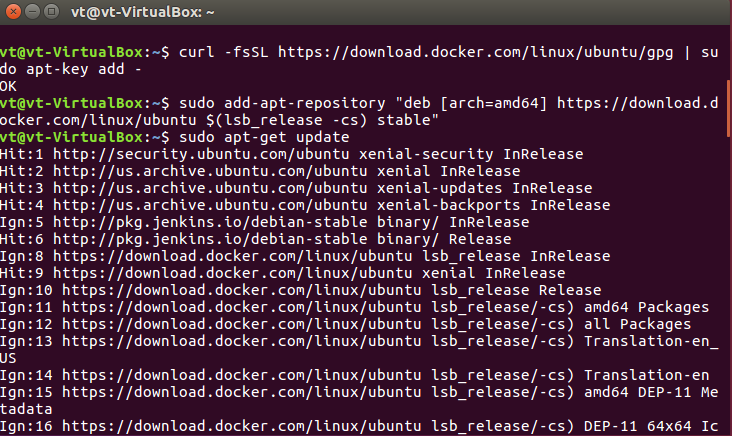 vt@vt-VirtualBox: ~
vt@vt-VirtualBox:~$ curl -fsSL https://download.docker.com/linux/ubuntu/gpg | su
do apt-key add -
OK
vt@vt-VirtualBox:~$ sudo add-apt-repository "deb [arch=amd64] https://download.d
ocker.com/linux/ubuntu $(lsb_release -cs) stable"
vt@vt-VirtualBox:~$ sudo apt-get update
Hit:1 http://security.ubuntu.com/ubuntu xenial-security InRelease
Hit:2 http://us.archive.ubuntu.com/ubuntu xenial InRelease
Hit:3 http://us.archive.ubuntu.com/ubuntu xenial-updates InRelease
Hit:4 http://us.archive.ubuntu.com/ubuntu xenial-backports InRelease
Ign:5 http://pkg.jenkins.io/debian-stable binary/ InRelease
Hit:6 http://pkg.jenkins.io/debian-stable binary/ Release
Ign:8 https://download.docker.com/linux/ubuntu lsb_release InRelease
Hit:9 https://download.docker.com/linux/ubuntu xenial InRelease
Ign:10 https://download.docker.com/linux/ubuntu lsb_release Release
Ign:11 https://download.docker.com/linux/ubuntu lsb_release/-cs) amd64 Packages
Ign:12 https://download.docker.com/linux/ubuntu lsb_release/-cs) all Packages
Ign:13 https://download.docker.com/linux/ubuntu lsb_release/-cs) Translation-en_
US
Ign:14 https://download.docker.com/linux/ubuntu lsb_release/-cs) Translation-en
Ign:15 https://download.docker.com/linux/ubuntu lsb_release/-cs) amd64 DEP-11 Me
tadata
Ign:16 https://download.docker.com/linux/ubuntu lsb_release/-cs) DEP-11 64x64 Ic